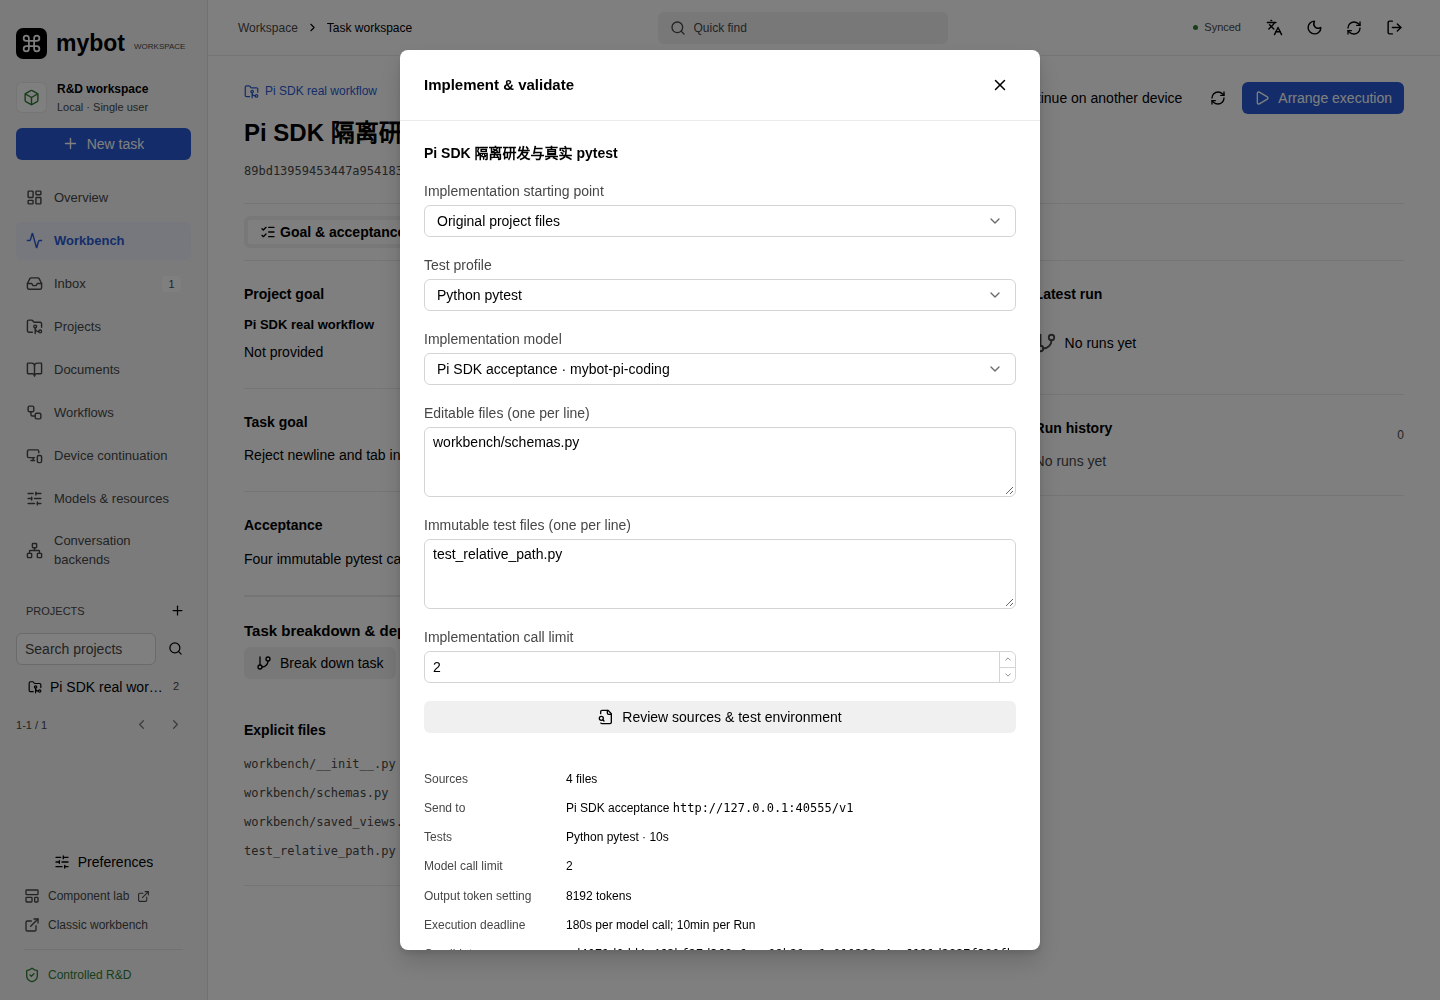 mybot WORKSPACE
R&D workspace
Local · Single user
New task
Overview
Workbench
Inbox 1
Projects
Documents
Workflows
Device continuation
Models & resources
Conversation
backends
PROJECTS
Search projects
Pi SDK real wor... 2
1-1 / 1
Preferences
Component lab
Classic workbench
Controlled R&D
Workspace
Task workspace
Quick find
Synced
Pi SDK real workflow
tinue on another device
Arrange execution
Pi SDK 隔离研
89bd13959453447a954183
Goal & acceptance
Project goal
Pi SDK real workflow
Not provided
Task goal
Reject newline and tab in
Acceptance
Four immutable pytest ca
Task breakdown & dep
Break down task
Explicit files
workbench/__init__.py
workbench/schemas.py
workbench/saved_views.
test_relative_path.py
Latest run
No runs yet
Run history 0
No runs yet
Implement & validate
Pi SDK 隔离研发与真实 pytest
Implementation starting point
Original project files
Test profile
Python pytest
Implementation model
Pi SDK acceptance · mybot-pi-coding
Editable files (one per line)
workbench/schemas.py
Immutable test files (one per line)
test_relative_path.py
Implementation call limit
2
Review sources & test environment
Sources 4 files
Send to Pi SDK acceptance http://127.0.0.1:40555/v1
Tests Python pytest · 10s
Model call limit 2
Output token setting 8192 tokens
Execution deadline 180s per model call; 10min per Run